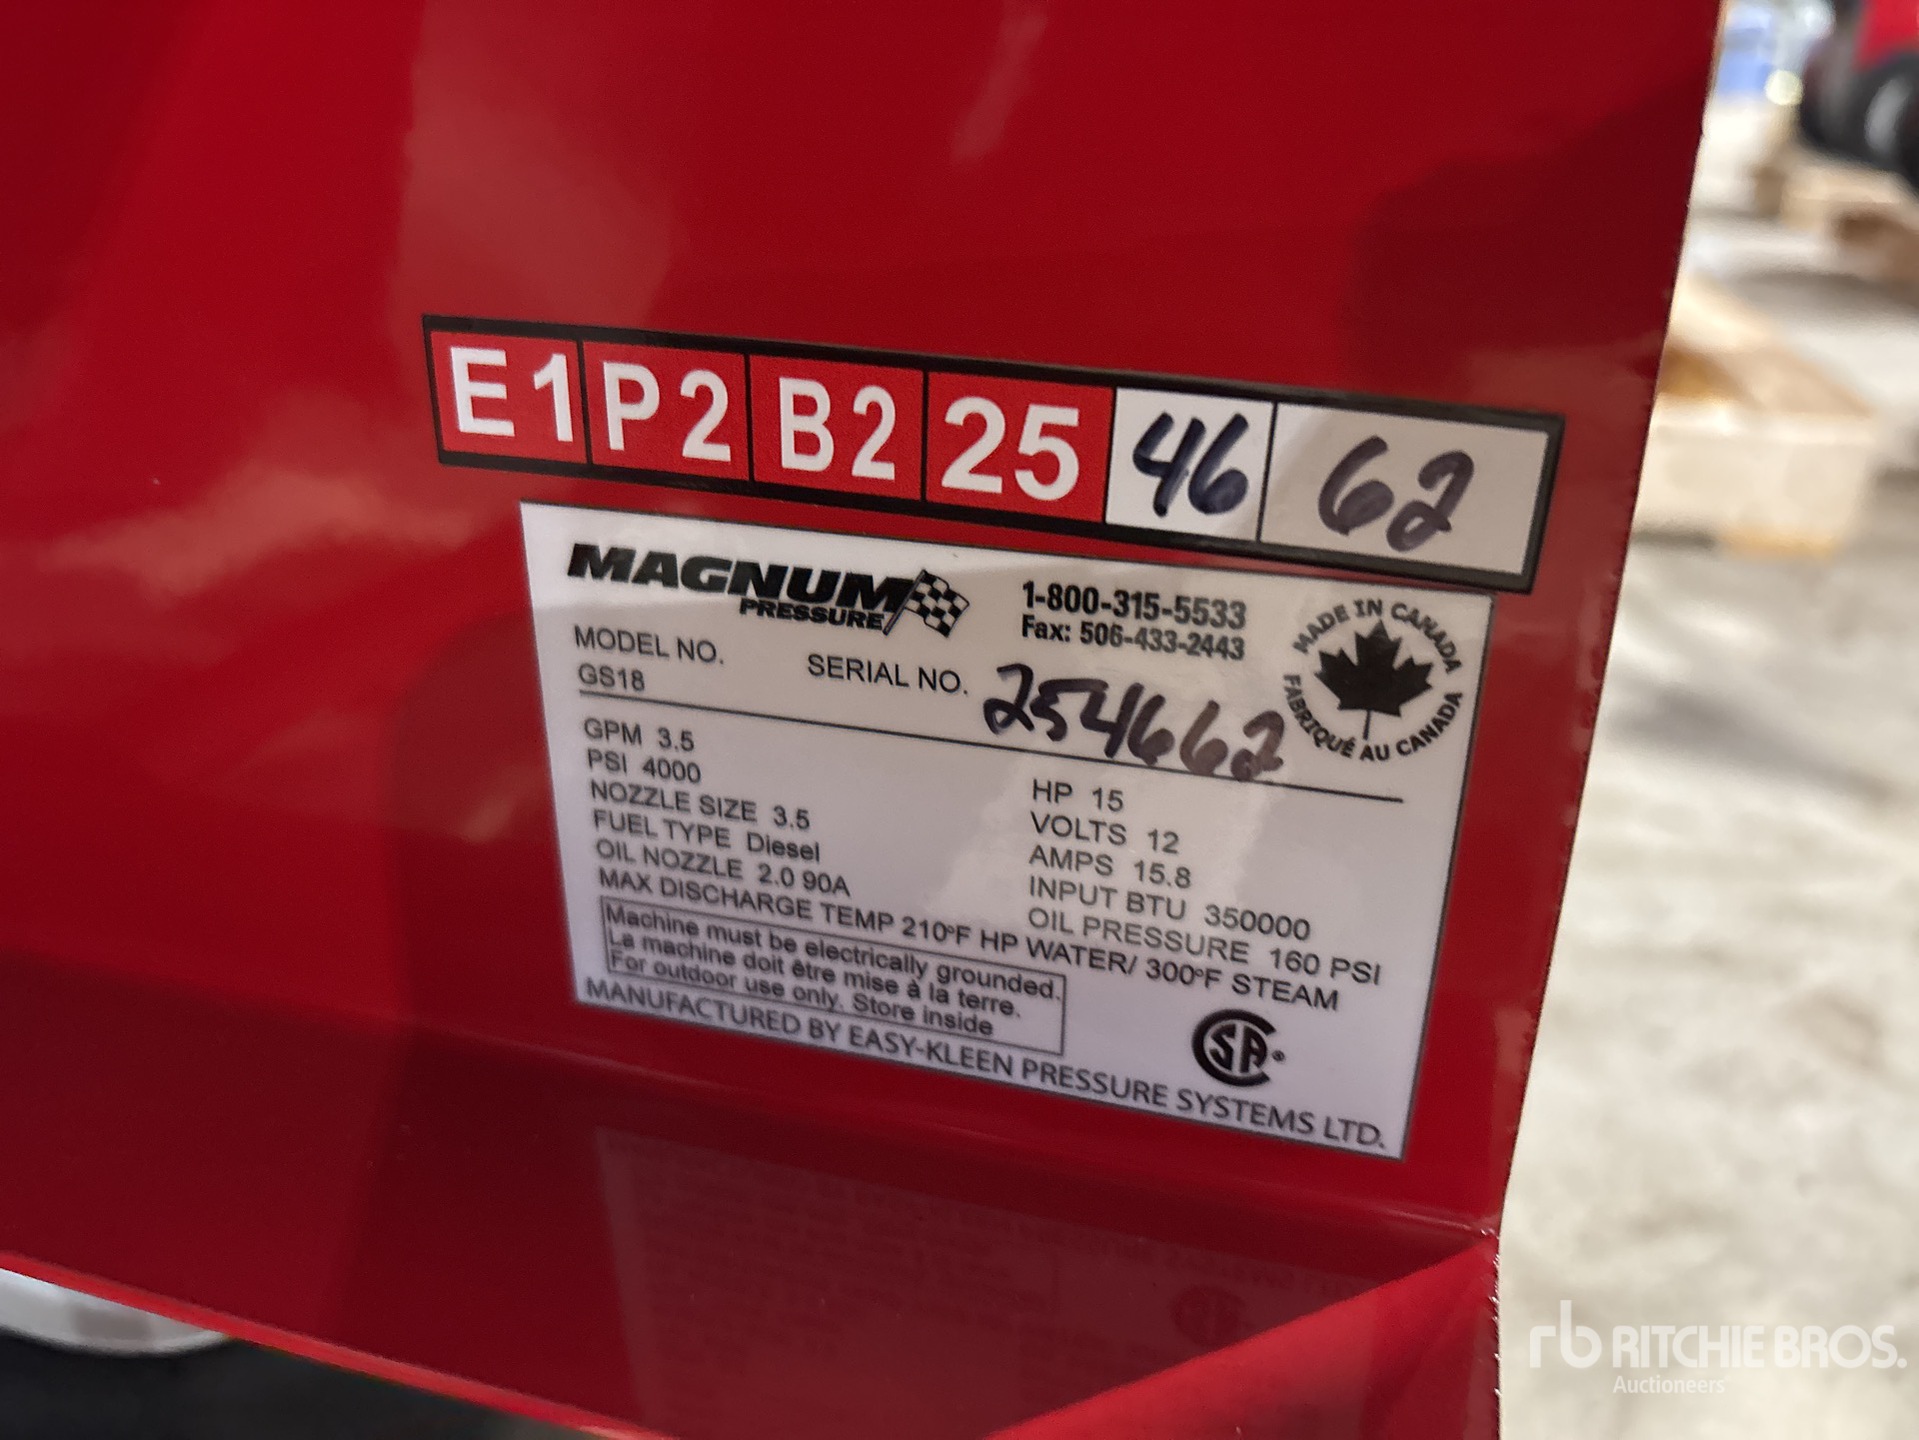 E1 P2 B2 25 46 62
MAGNUM
PRESSURE
1-800-315-5533
Fax: 506-433-2443
MADE IN CANADA
FABRIQUÉ AU CANADA
MODEL NO.
GS18
SERIAL NO. 254662
GPM 3.5
PSI 4000
NOZZLE SIZE 3.5
FUEL TYPE Diesel
OIL NOZZLE 2.0 90A
HP 15
VOLTS 12
AMPS 15.8
INPUT BTU 350000
OIL PRESSURE 160 PSI
MAX DISCHARGE TEMP 210°F HP WATER/ 300°F STEAM
Machine must be electrically grounded.
La machine doit être mise à la terre.
For outdoor use only. Store inside
SA®
MANUFACTURED BY EASY-KLEEN PRESSURE SYSTEMS LTD.
rb RITCHIE BROS.
Auctioneers